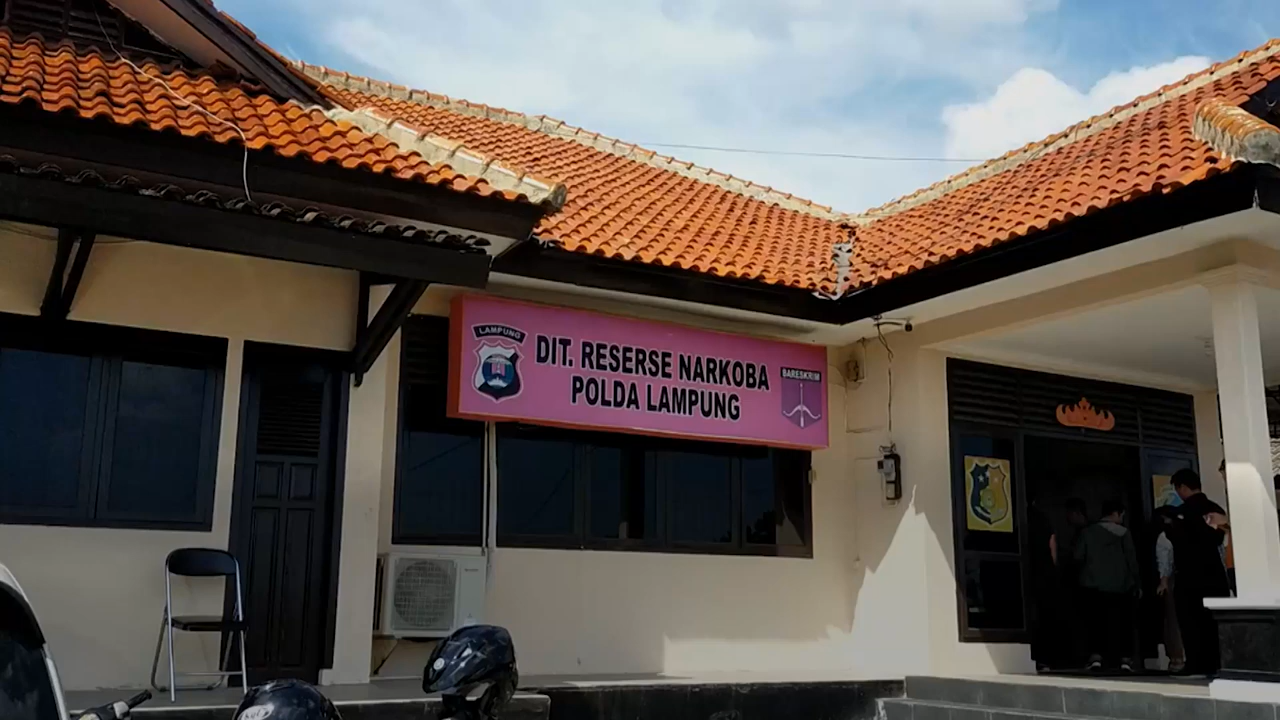 LAMPUNG
DIT. RESERSE NARKOBA
POLDA LAMPUNG
BARESKRIM